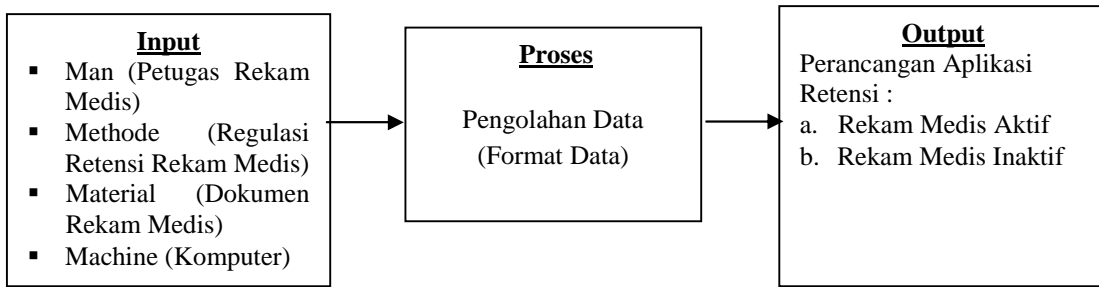 Input
▪ Man (Petugas Rekam
Medis)
▪ Methode (Regulasi
Retensi Rekam Medis)
▪ Material (Dokumen
Rekam Medis)
▪ Machine (Komputer)
Proses
Pengolahan Data
(Format Data)
Output
Perancangan Aplikasi
Retensi :
a. Rekam Medis Aktif
b. Rekam Medis Inaktif